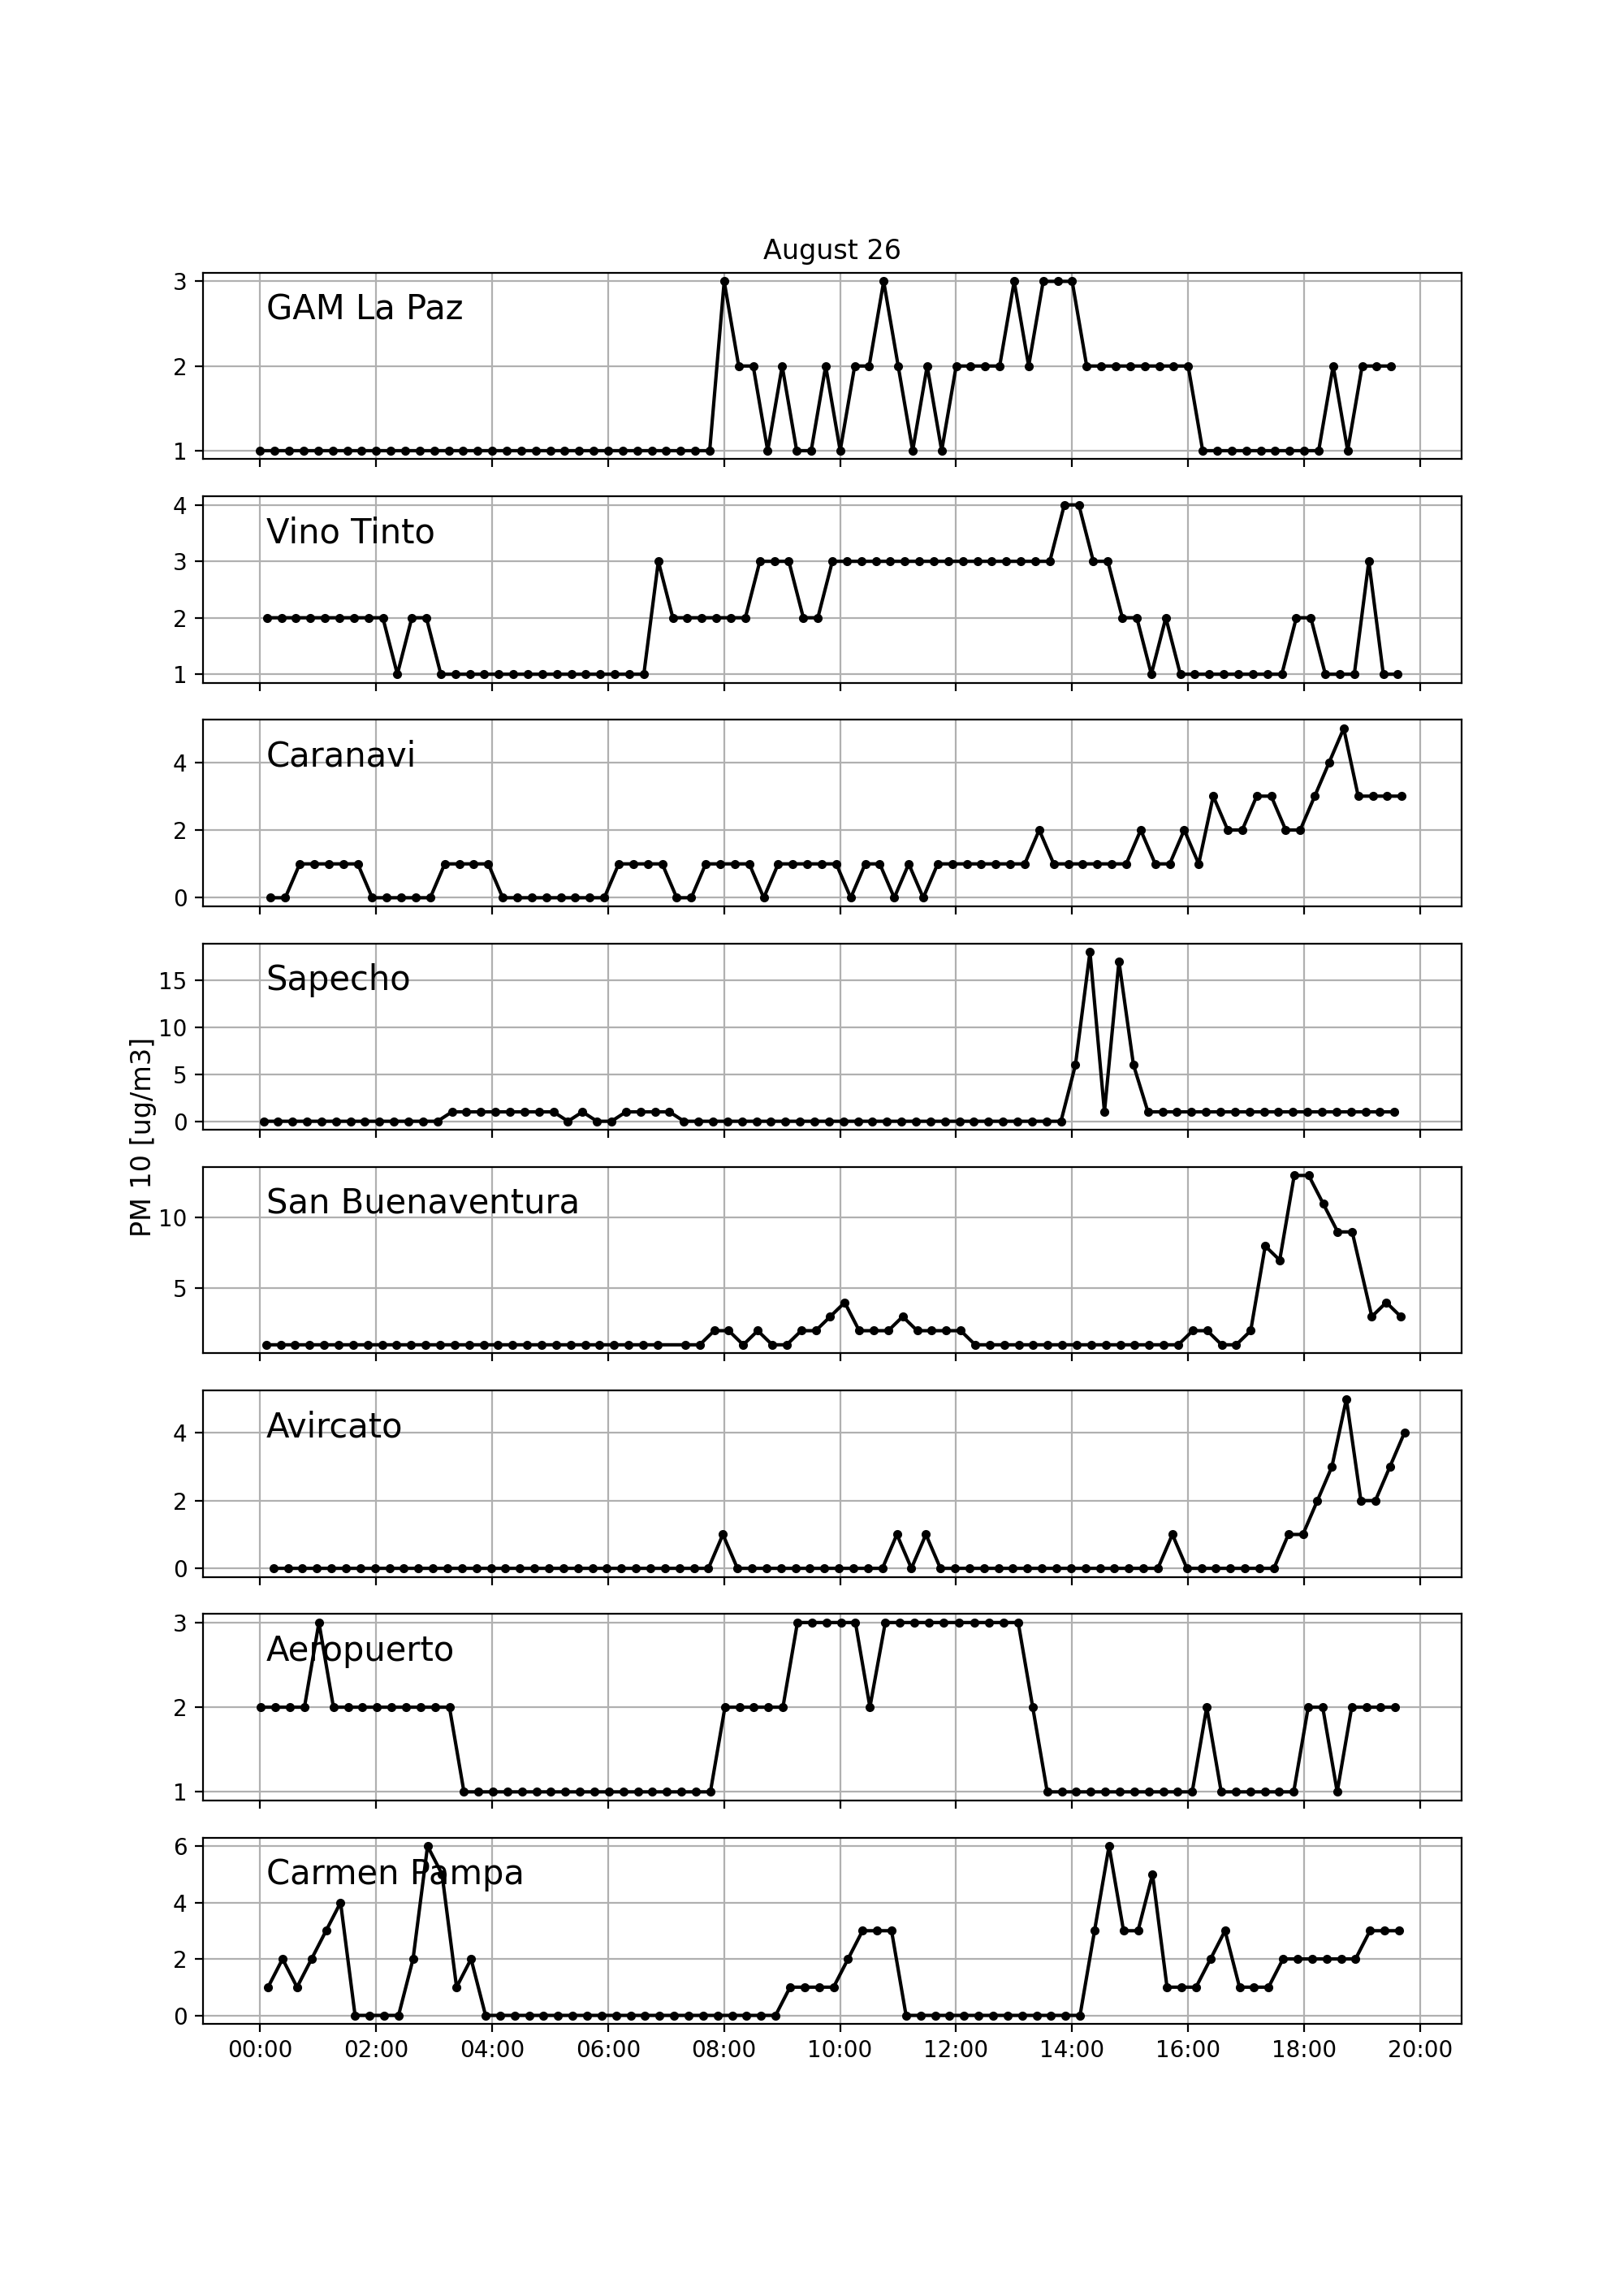 August 26
3
GAM La Paz
2
1
4
Vino Tinto
3
2
1
Caranavi
4
2
0
Sapecho
15
10
5
0
PM 10 [ug/m3]
San Buenaventura
10
5
Avircato
4
2
0
3
Aeropuerto
2
1
6
Carmen Pampa
4
2
0
00:00 02:00 04:00 06:00 08:00 10:00 12:00 14:00 16:00 18:00 20:00